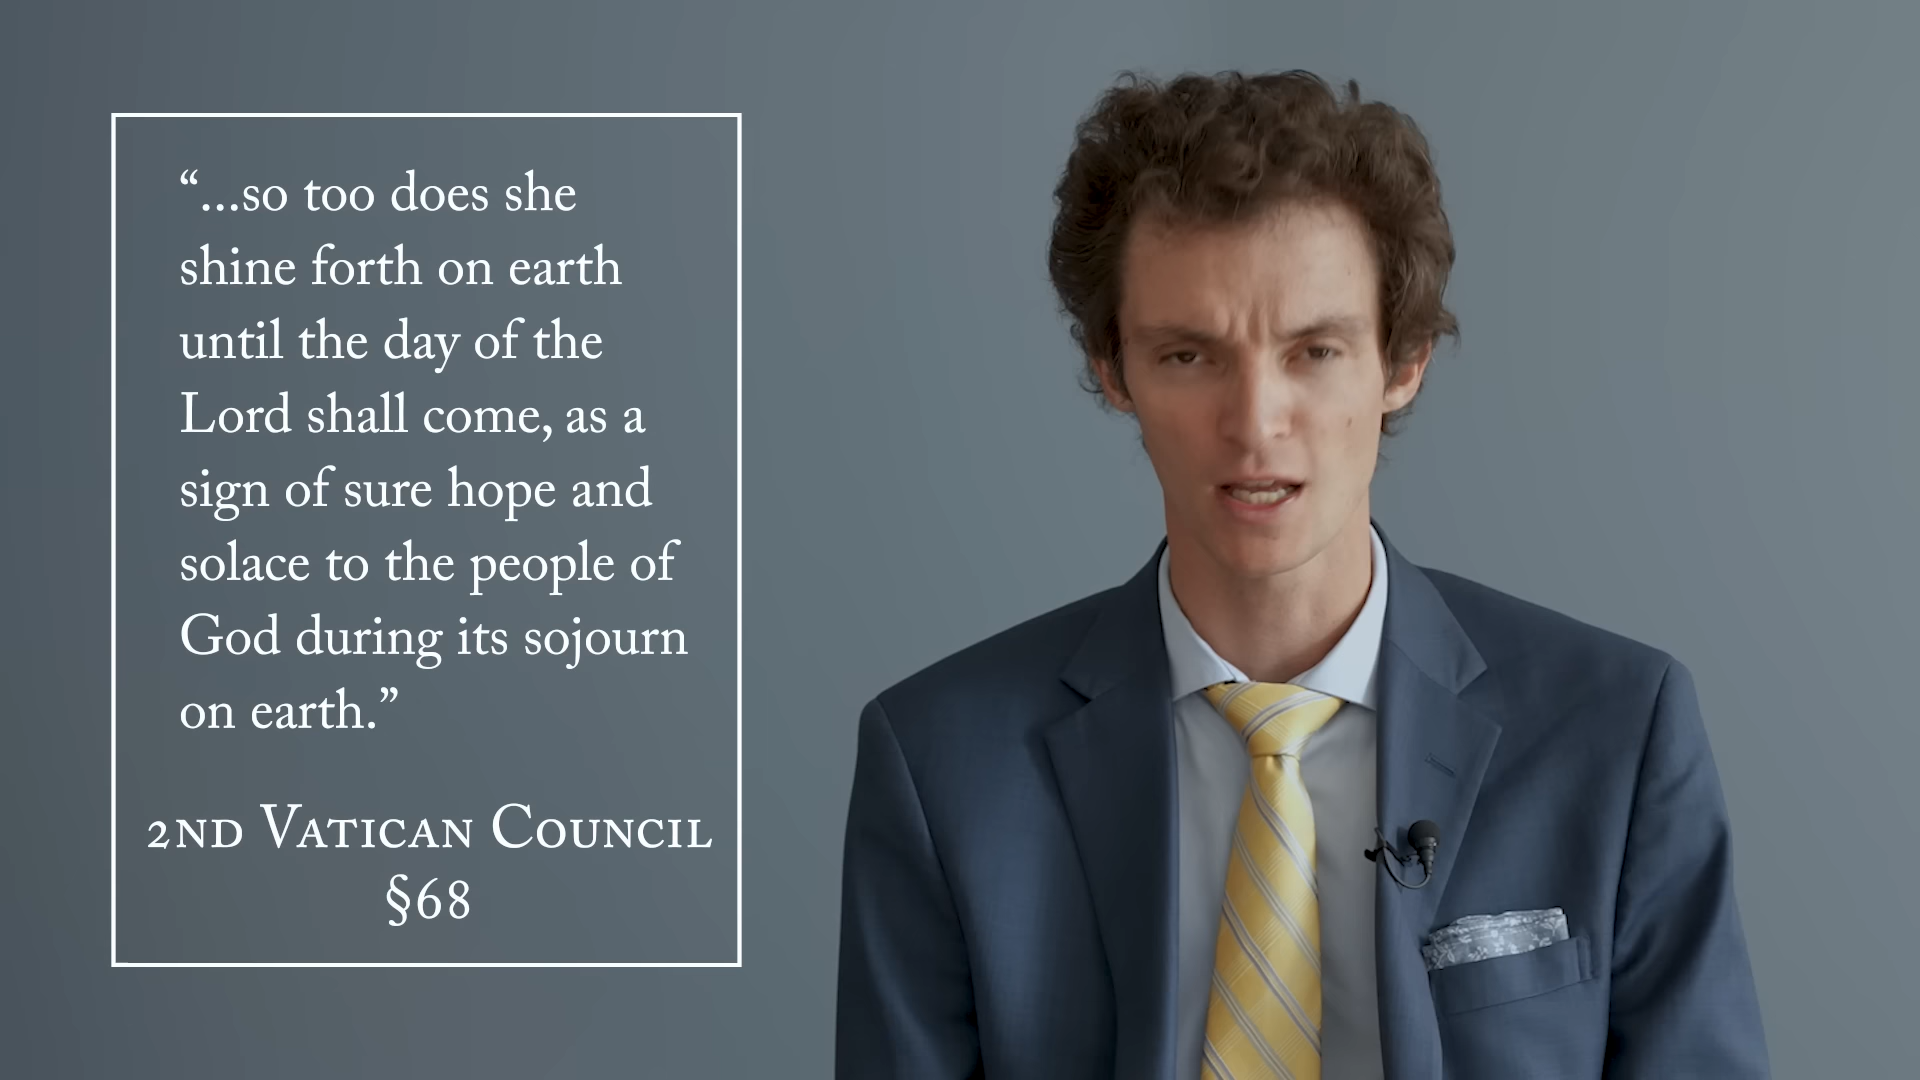 “...so too does she
shine forth on earth
until the day of the
Lord shall come, as a
sign of sure hope and
solace to the people of
God during its sojourn
on earth.”
2nd Vatican Council
§68